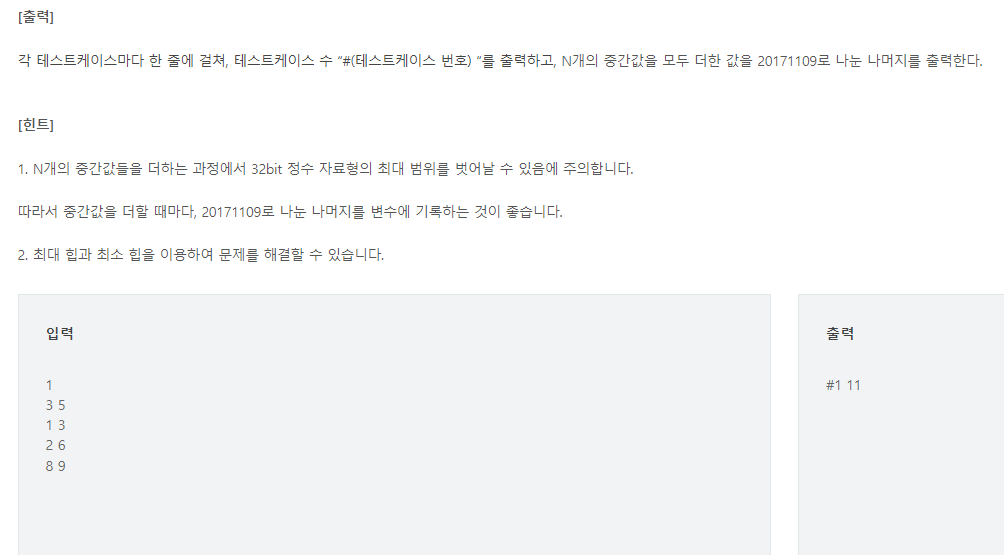 [출력]
각 테스트케이스마다 한 줄에 걸쳐, 테스트케이스 수 “#(테스트케이스 번호) ”를 출력하고, N개의 중간값을 모두 더한 값을 20171109로 나눈 나머지를 출력한다.
[힌트]
1. N개의 중간값들을 더하는 과정에서 32bit 정수 자료형의 최대 범위를 벗어날 수 있음에 주의합니다.
따라서 중간값을 더할 때마다, 20171109로 나눈 나머지를 변수에 기록하는 것이 좋습니다.
2. 최대 힙과 최소 힙을 이용하여 문제를 해결할 수 있습니다.
입력
1
3 5
1 3
2 6
8 9
출력
#1 11